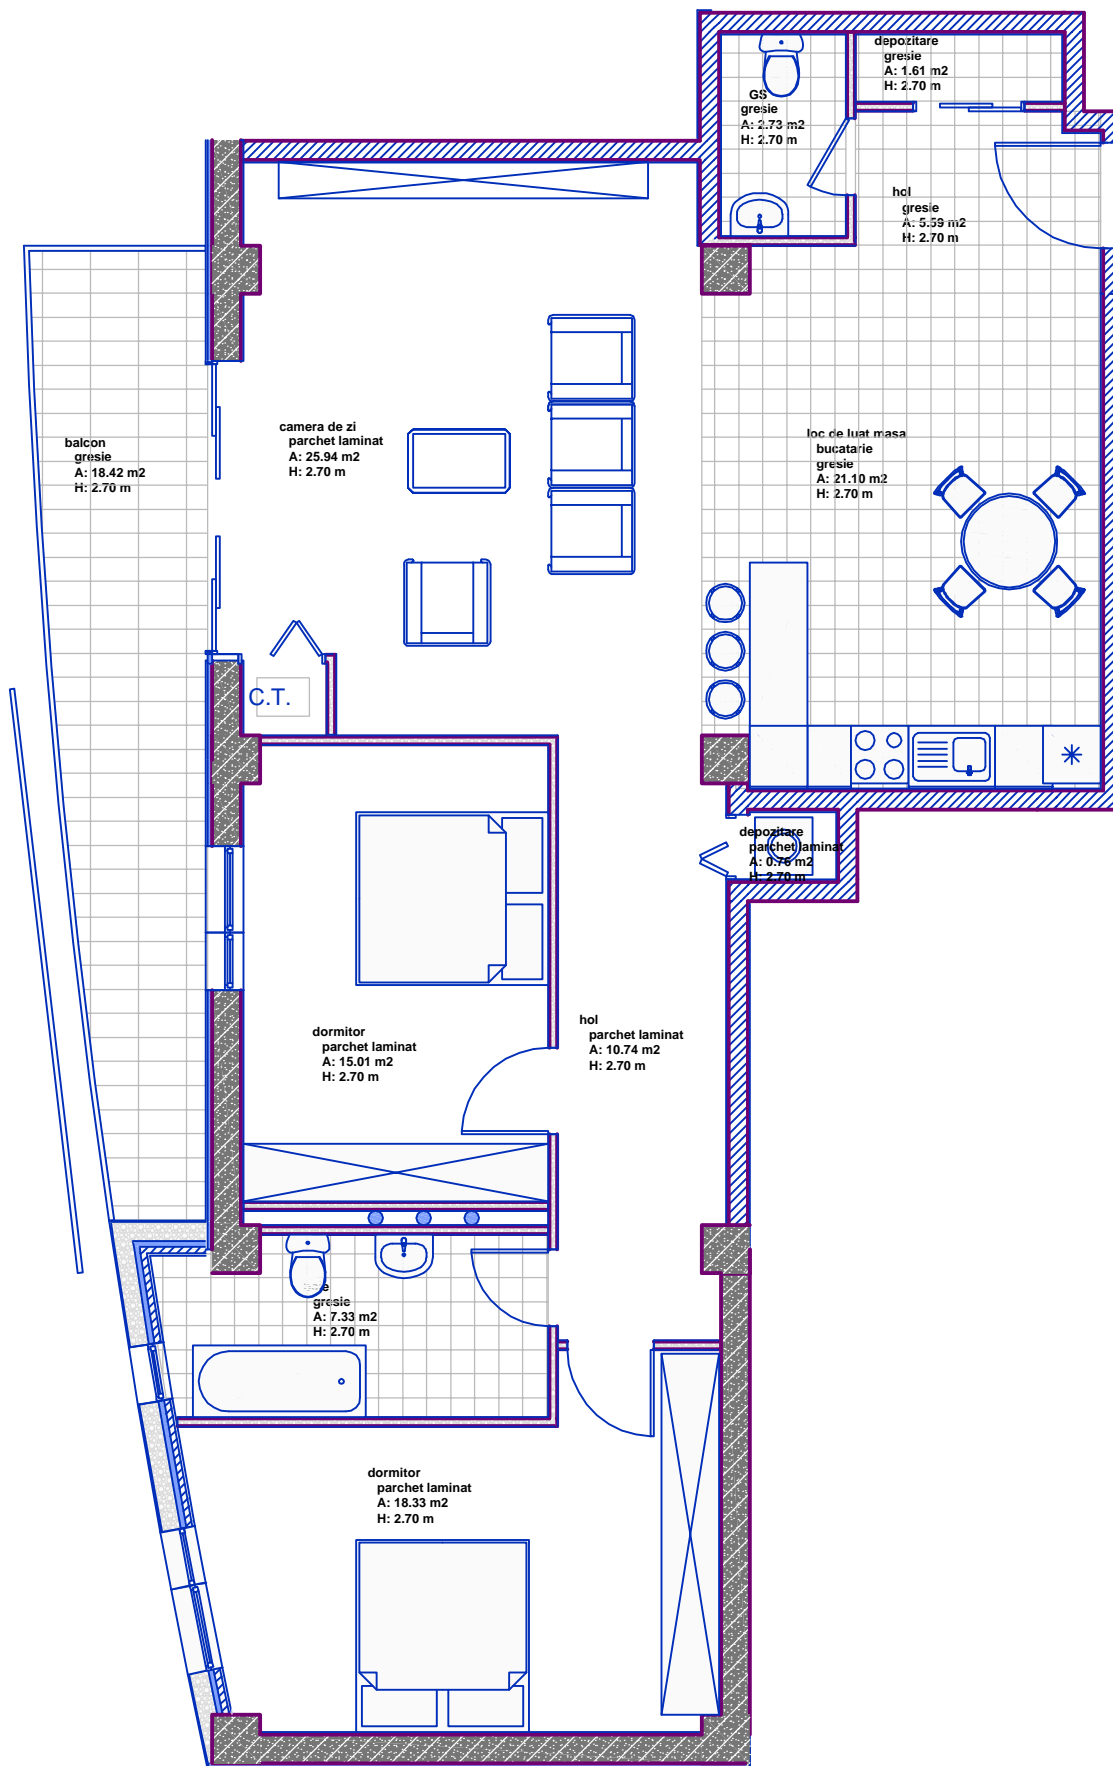 depozitare
gresie
A: 1.61 m2
H: 2.70 m
GS
gresie
A: 2.73 m2
H: 2.70 m
hol
gresie
A: 5.59 m2
H: 2.70 m
balcon
gresie
A: 18.42 m2
H: 2.70 m
camera de zi
parchet laminat
A: 25.94 m2
H: 2.70 m
loc de luat masa
bucatarie
gresie
A: 21.10 m2
H: 2.70 m
C.T.
depozitare
parchet laminat
A: 0.76 m2
H: 2.70 m
dormitor
parchet laminat
A: 15.01 m2
H: 2.70 m
hol
parchet laminat
A: 10.74 m2
H: 2.70 m
gresie
A: 7.33 m2
H: 2.70 m
dormitor
parchet laminat
A: 18.33 m2
H: 2.70 m